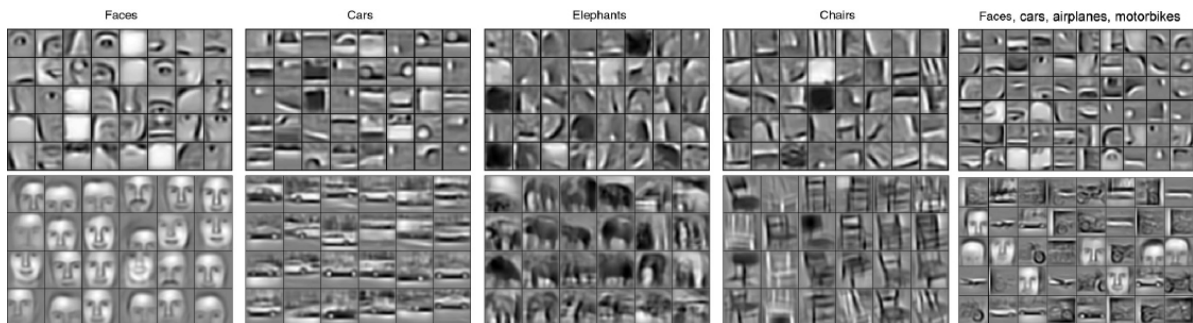 Faces
Cars
Elephants
Chairs
Faces, cars, airplanes, motorbikes